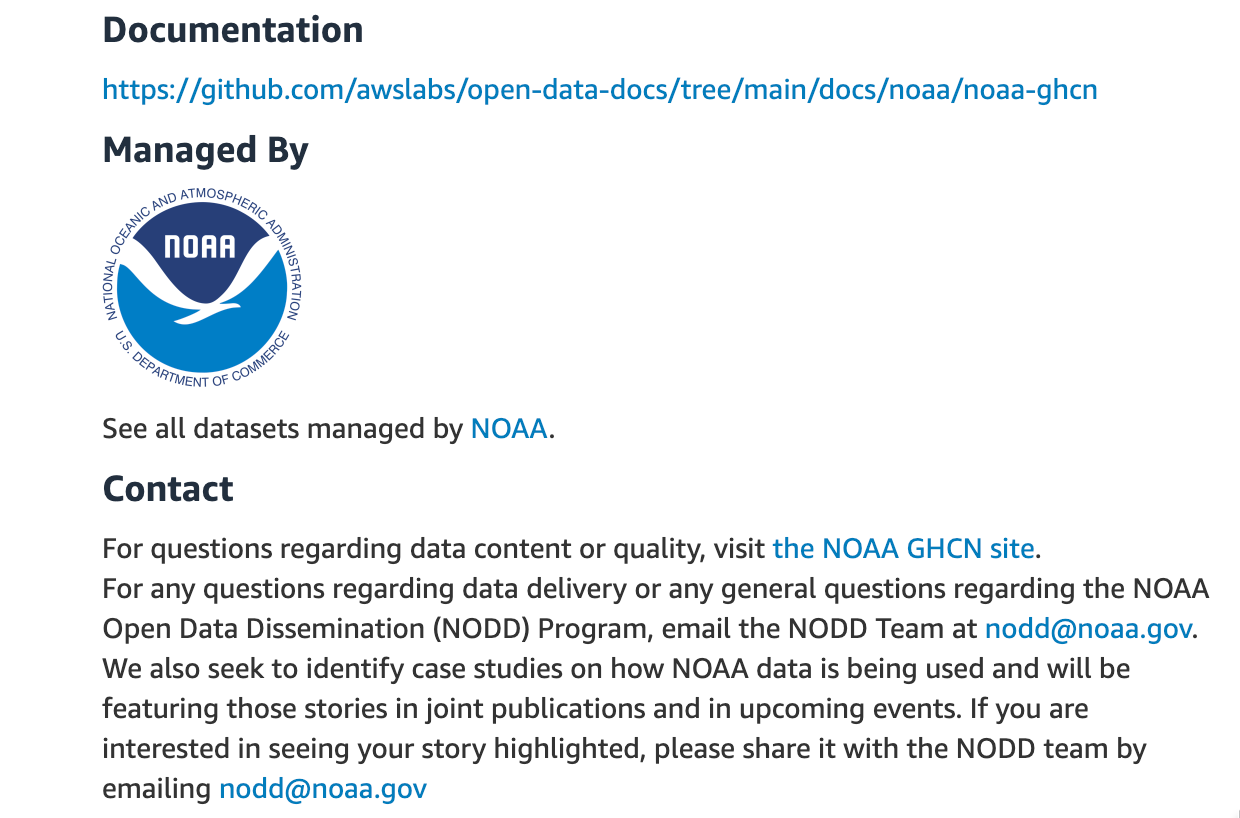 Documentation
https://github.com/awslabs/open-data-docs/tree/main/docs/noaa/noaa-ghcn
Managed By
NATIONAL OCEANIC AND ATMOSPHERIC ADMINISTRATION
NOAA
U.S. DEPARTMENT OF COMMERCE
See all datasets managed by NOAA.
Contact
For questions regarding data content or quality, visit the NOAA GHCN site.
For any questions regarding data delivery or any general questions regarding the NOAA
Open Data Dissemination (NODD) Program, email the NODD Team at nodd@noaa.gov.
We also seek to identify case studies on how NOAA data is being used and will be
featuring those stories in joint publications and in upcoming events. If you are
interested in seeing your story highlighted, please share it with the NODD team by
emailing nodd@noaa.gov